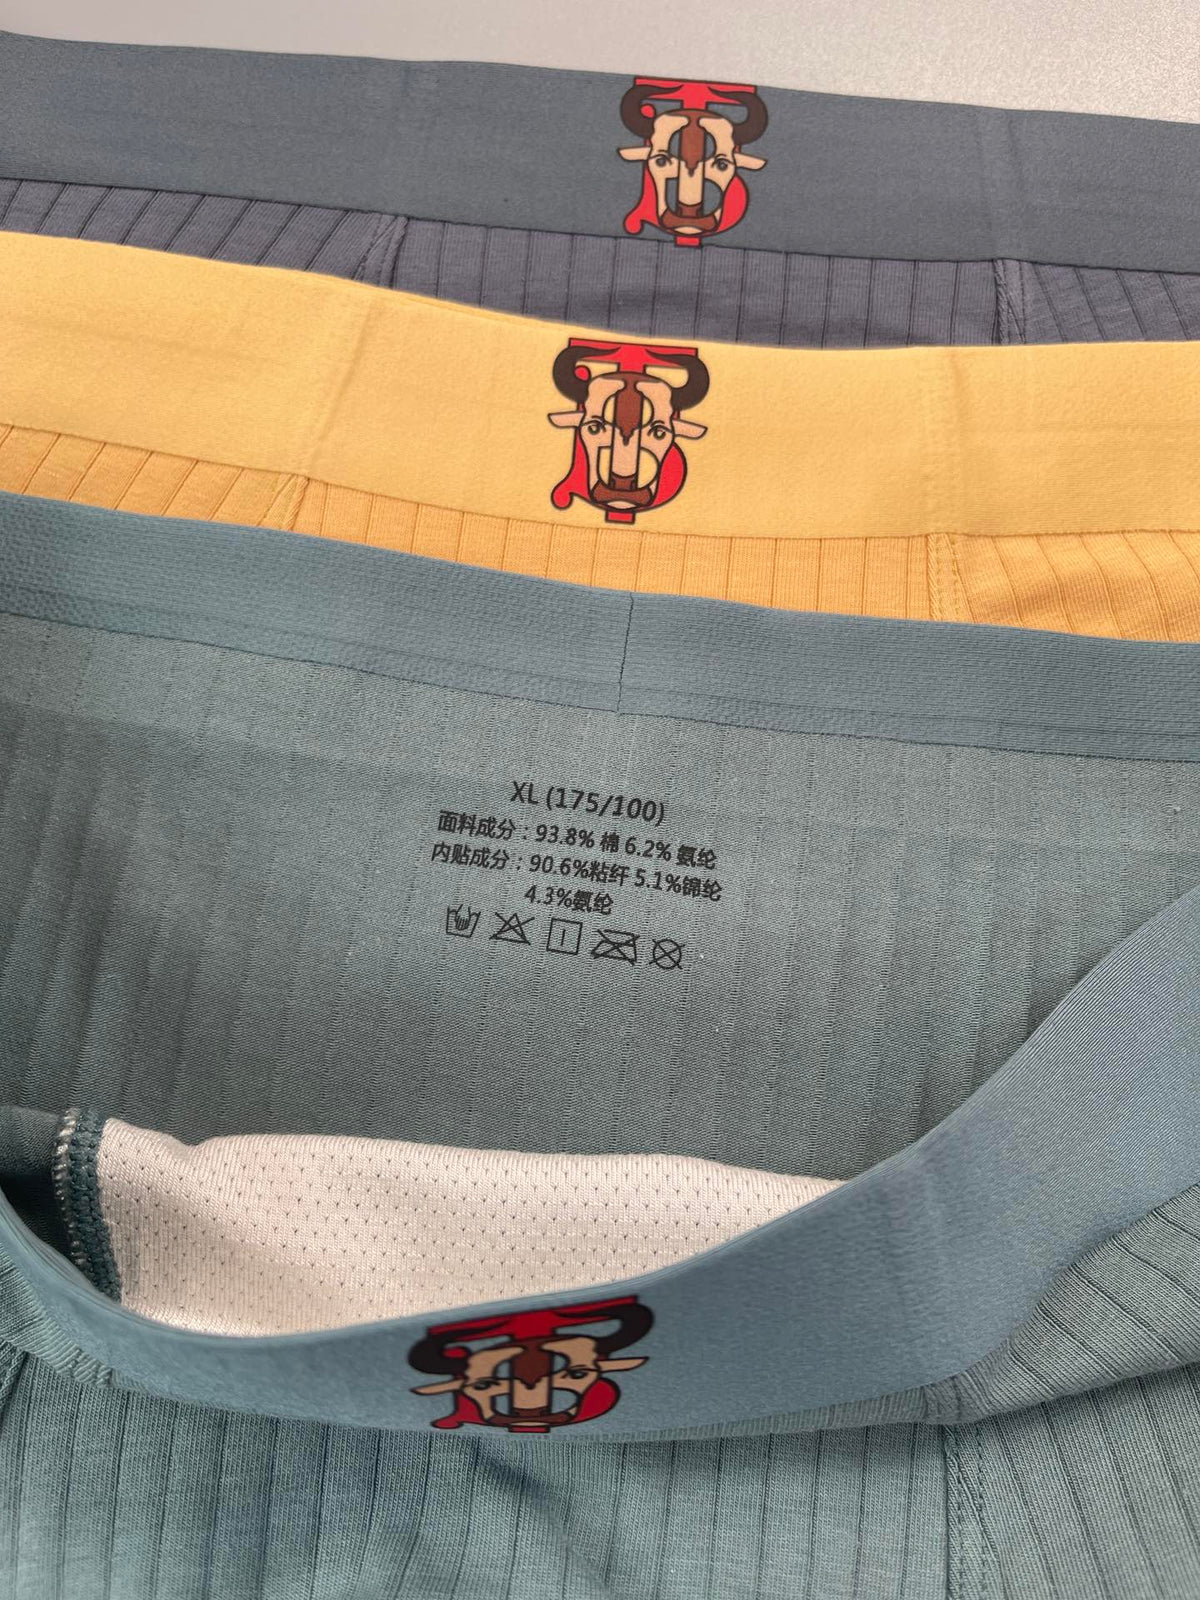 XL (175/100)
面料成分：93.8% 棉 6.2% 氨纶
内贴成分：90.6%粘纤 5.1%锦纶
4.3%氨纶